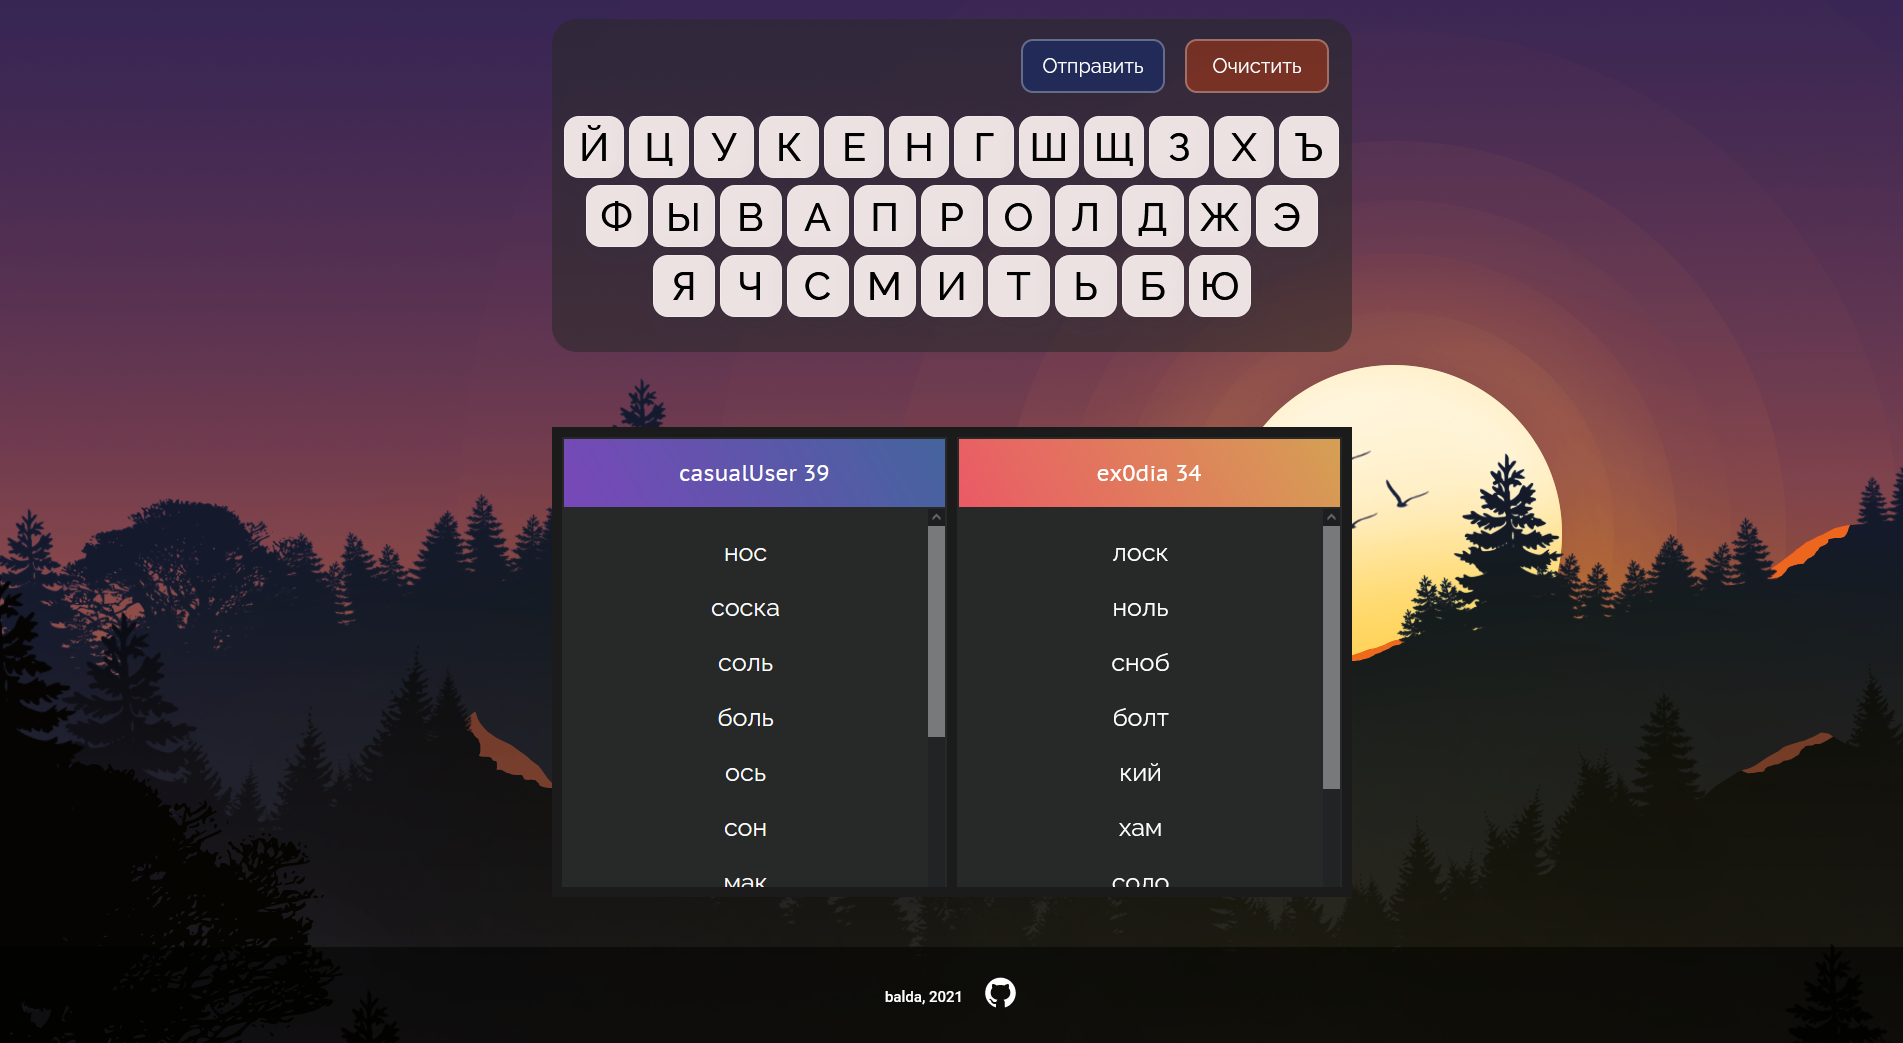 Отправить Очистить
Й Ц У К Е Н Г Ш Щ З Х Ъ
Ф Ы В А П Р О Л Д Ж Э
Я Ч С М И Т Ь Б Ю
casualUser 39
нос
соска
соль
боль
ось
сон
мак
ex0dia 34
лоск
ноль
сноб
болт
кий
хам
соло
balda, 2021